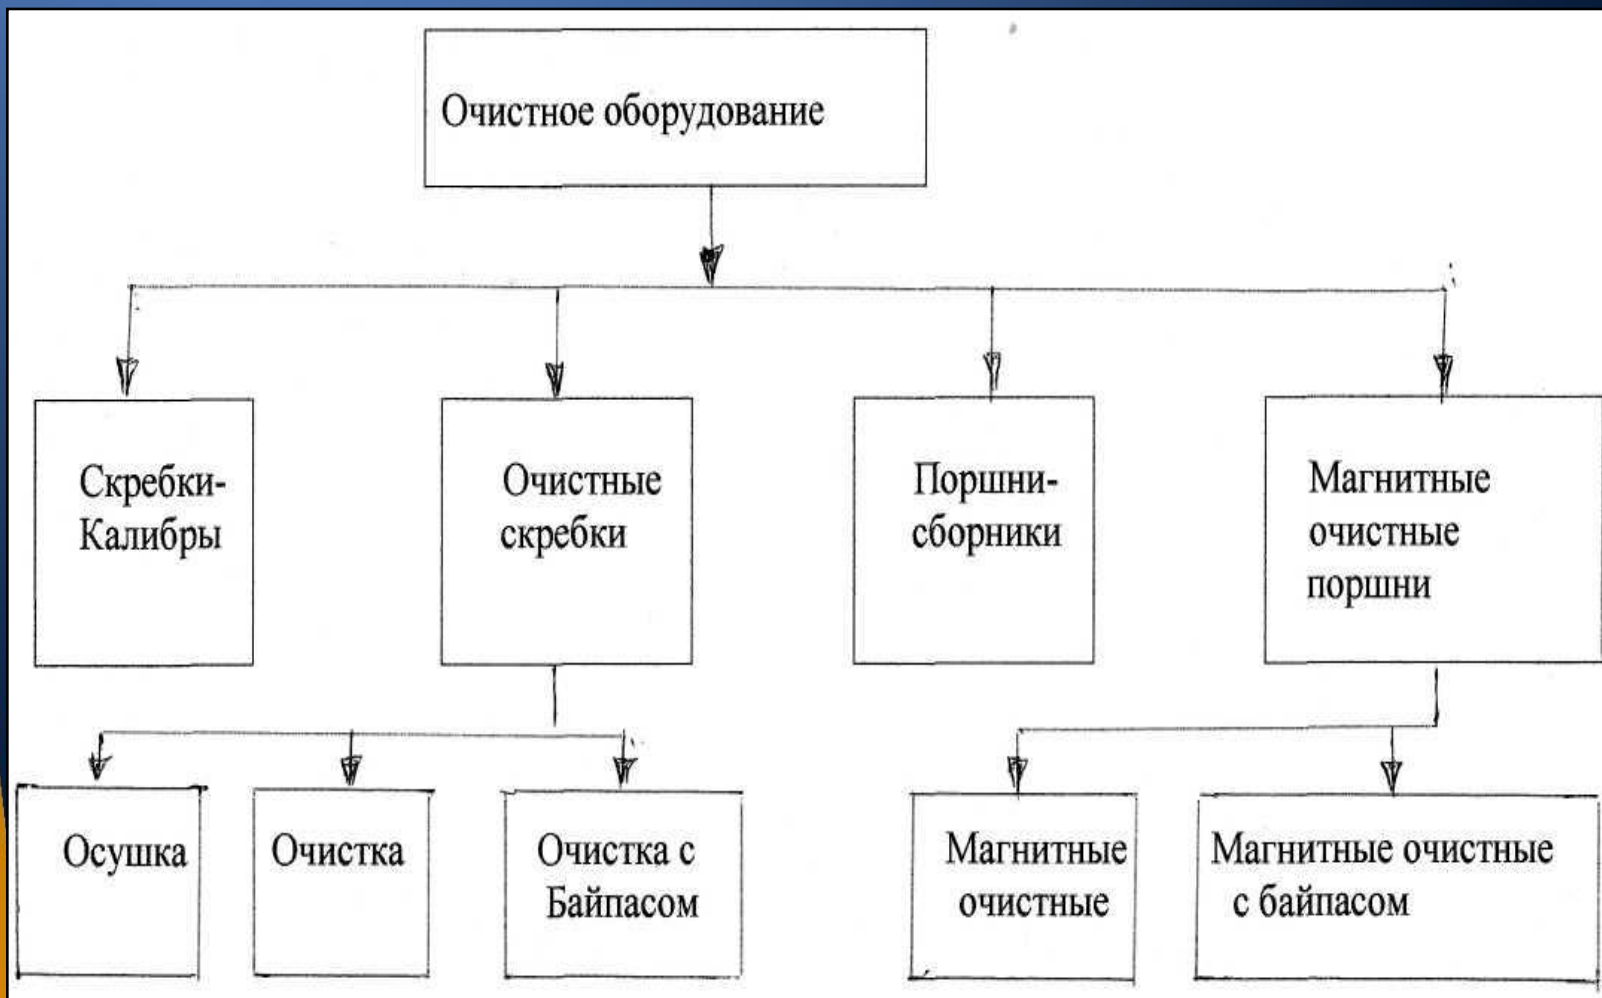 Очистное оборудование
Скребки-
Калибры
Очистные
скребки
Поршни-
сборники
Магнитные
очистные
поршни
Осушка
Очистка
Очистка с
Байпасом
Магнитные
очистные
Магнитные очистные
с байпасом